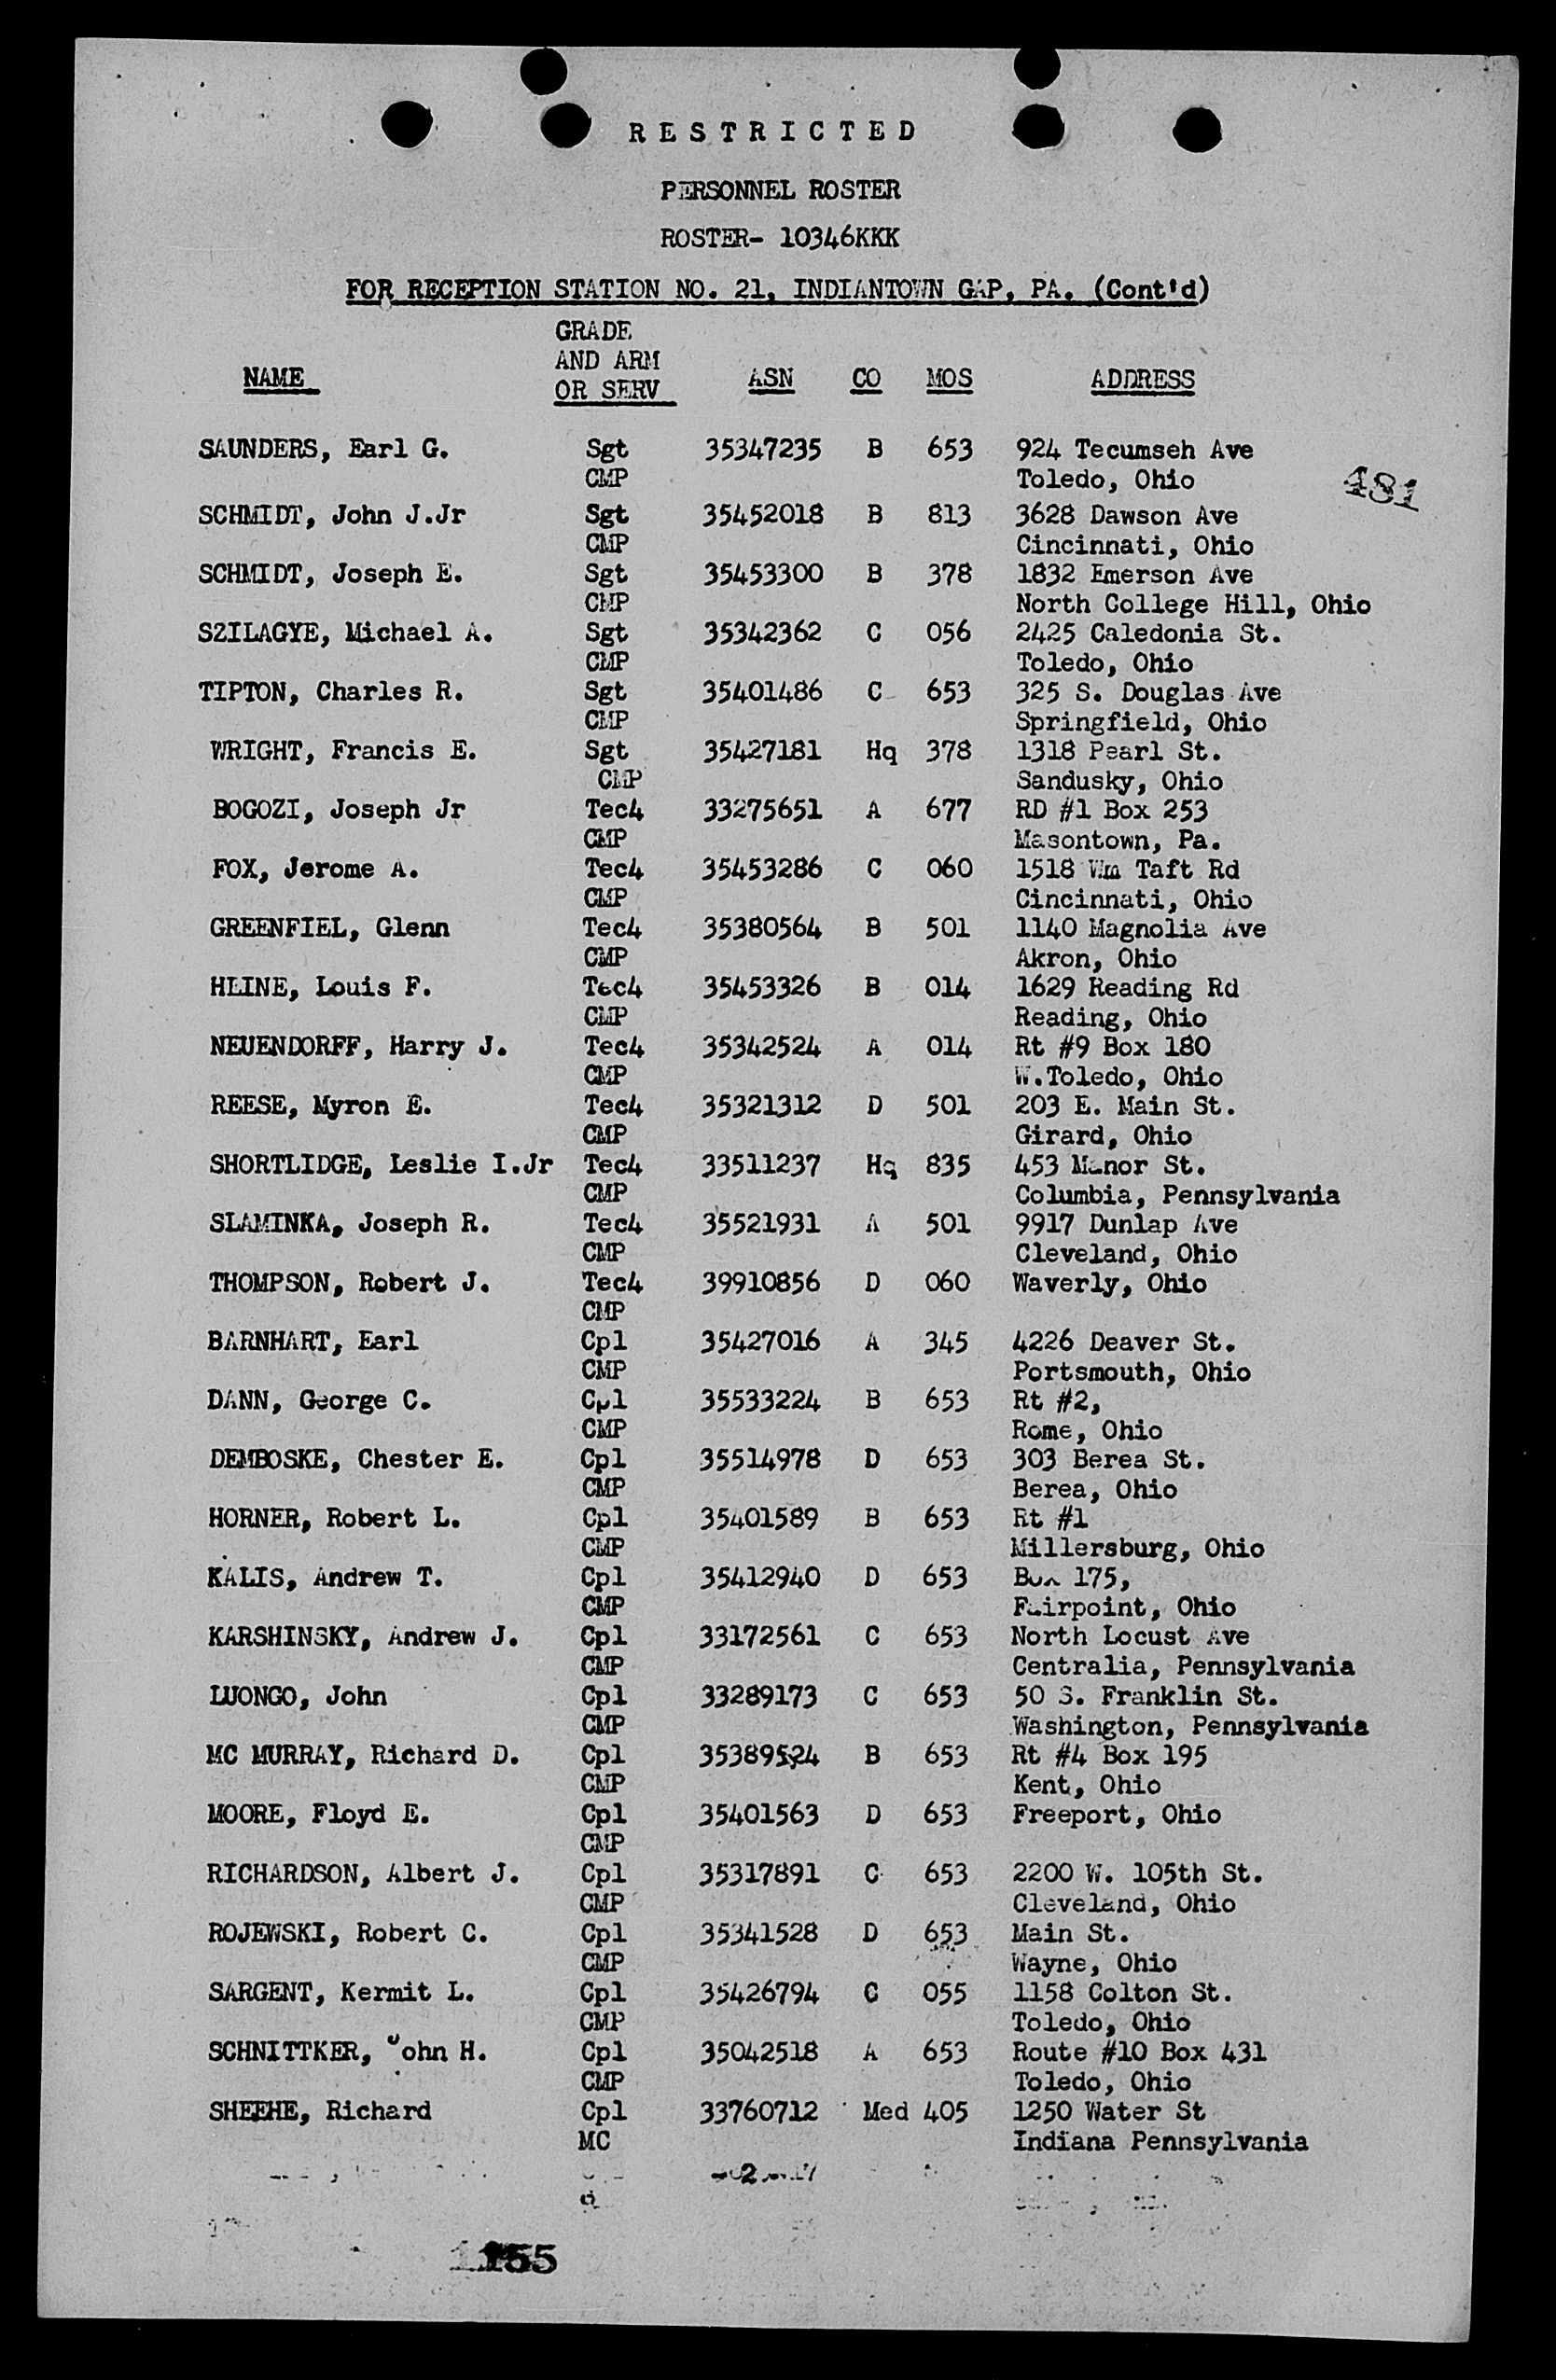 RESTRICTED
PERSONNEL ROSTER
ROSTER- 10346KKK
FOR RECEPTION STATION NO. 21, INDIANTOWN GAP, PA. (Cont'd)
GRADE
AND ARM
NAME OR SERV ASN CO MOS ADDRESS
SAUNDERS, Earl G. Sgt 35347235 B 653 924 Tecumseh Ave
CMP Toledo, Ohio
481
SCHMIDT, John J.Jr Sgt 35452018 B 813 3628 Dawson Ave
CMP Cincinnati, Ohio
SCHMIDT, Joseph E. Sgt 35453300 B 378 1832 Emerson Ave
CMP North College Hill, Ohio
SZILAGYE, Michael A. Sgt 35342362 C 056 2425 Caledonia St.
CMP Toledo, Ohio
TIPTON, Charles R. Sgt 35401486 C 653 325 S. Douglas Ave
CMP Springfield, Ohio
WRIGHT, Francis E. Sgt 35427181 Hq 378 1318 Pearl St.
CMP Sandusky, Ohio
BOGOZI, Joseph Jr Tec4 33275651 A 677 RD #1 Box 253
CMP Masontown, Pa.
FOX, Jerome A. Tec4 35453286 C 060 1518 Wm Taft Rd
CMP Cincinnati, Ohio
GREENFIEL, Glenn Tec4 35380564 B 501 1140 Magnolia Ave
CMP Akron, Ohio
HLINE, Louis F. Tec4 35453326 B 014 1629 Reading Rd
CMP Reading, Ohio
NEUENDORFF, Harry J. Tec4 35342524 A 014 Rt #9 Box 180
CMP W.Toledo, Ohio
REESE, Myron E. Tec4 35321312 D 501 203 E. Main St.
CMP Girard, Ohio
SHORTLIDGE, Leslie I.Jr Tec4 33511237 Hq 835 453 Manor St.
CMP Columbia, Pennsylvania
SLAMINKA, Joseph R. Tec4 35521931 A 501 9917 Dunlap Ave
CMP Cleveland, Ohio
THOMPSON, Robert J. Tec4 39910856 D 060 Waverly, Ohio
CMP
BARNHART, Earl Cpl 35427016 A 345 4226 Deaver St.
CMP Portsmouth, Ohio
DANN, George C. Cpl 35533224 B 653 Rt #2,
CMP Rome, Ohio
DEMBOSKE, Chester E. Cpl 35514978 D 653 303 Berea St.
CMP Berea, Ohio
HORNER, Robert L. Cpl 35401589 B 653 Rt #1
CMP Millersburg, Ohio
KALIS, Andrew T. Cpl 35412940 D 653 Box 175,
CMP Fairpoint, Ohio
KARSHINSKY, Andrew J. Cpl 33172561 C 653 North Locust Ave
CMP Centralia, Pennsylvania
LUONGO, John Cpl 33289173 C 653 50 S. Franklin St.
CMP Washington, Pennsylvania
MC MURRAY, Richard D. Cpl 35389524 B 653 Rt #4 Box 195
CMP Kent, Ohio
MOORE, Floyd E. Cpl 35401563 D 653 Freeport, Ohio
CMP
RICHARDSON, Albert J. Cpl 35317891 C 653 2200 W. 105th St.
CMP Cleveland, Ohio
ROJEWSKI, Robert C. Cpl 35341528 D 653 Main St.
CMP Wayne, Ohio
SARGENT, Kermit L. Cpl 35426794 C 055 1158 Colton St.
CMP Toledo, Ohio
SCHNITTKER, John H. Cpl 35042518 A 653 Route #10 Box 431
CMP Toledo, Ohio
SHEEHE, Richard Cpl 33760712 Med 405 1250 Water St
MC Indiana Pennsylvania
1155